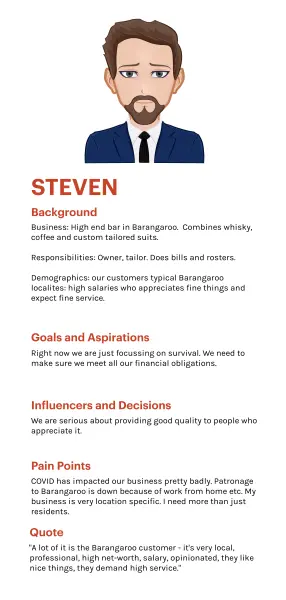 STEVEN
Background
Business: High end bar in Barangaroo. Combines whisky,
coffee and custom tailored suits.
Responsibilities: Owner, tailor. Does bills and rosters.
Demographics: our customers typical Barangaroo
localites: high salaries who appreciates fine things and
expect fine service.
Goals and Aspirations
Right now we are just focussing on survival. We need to
make sure we meet all our financial obligations.
Influencers and Decisions
We are serious about providing good quality to people who
appreciate it.
Pain Points
COVID has impacted our business pretty badly. Patronage
to Barangaroo is down because of work from home etc. My
business is very location specific. I need more than just
residents.
Quote
"A lot of it is the Barangaroo customer - it's very local,
professional, high net-worth, salary, opinionated, they like
nice things, they demand high service."